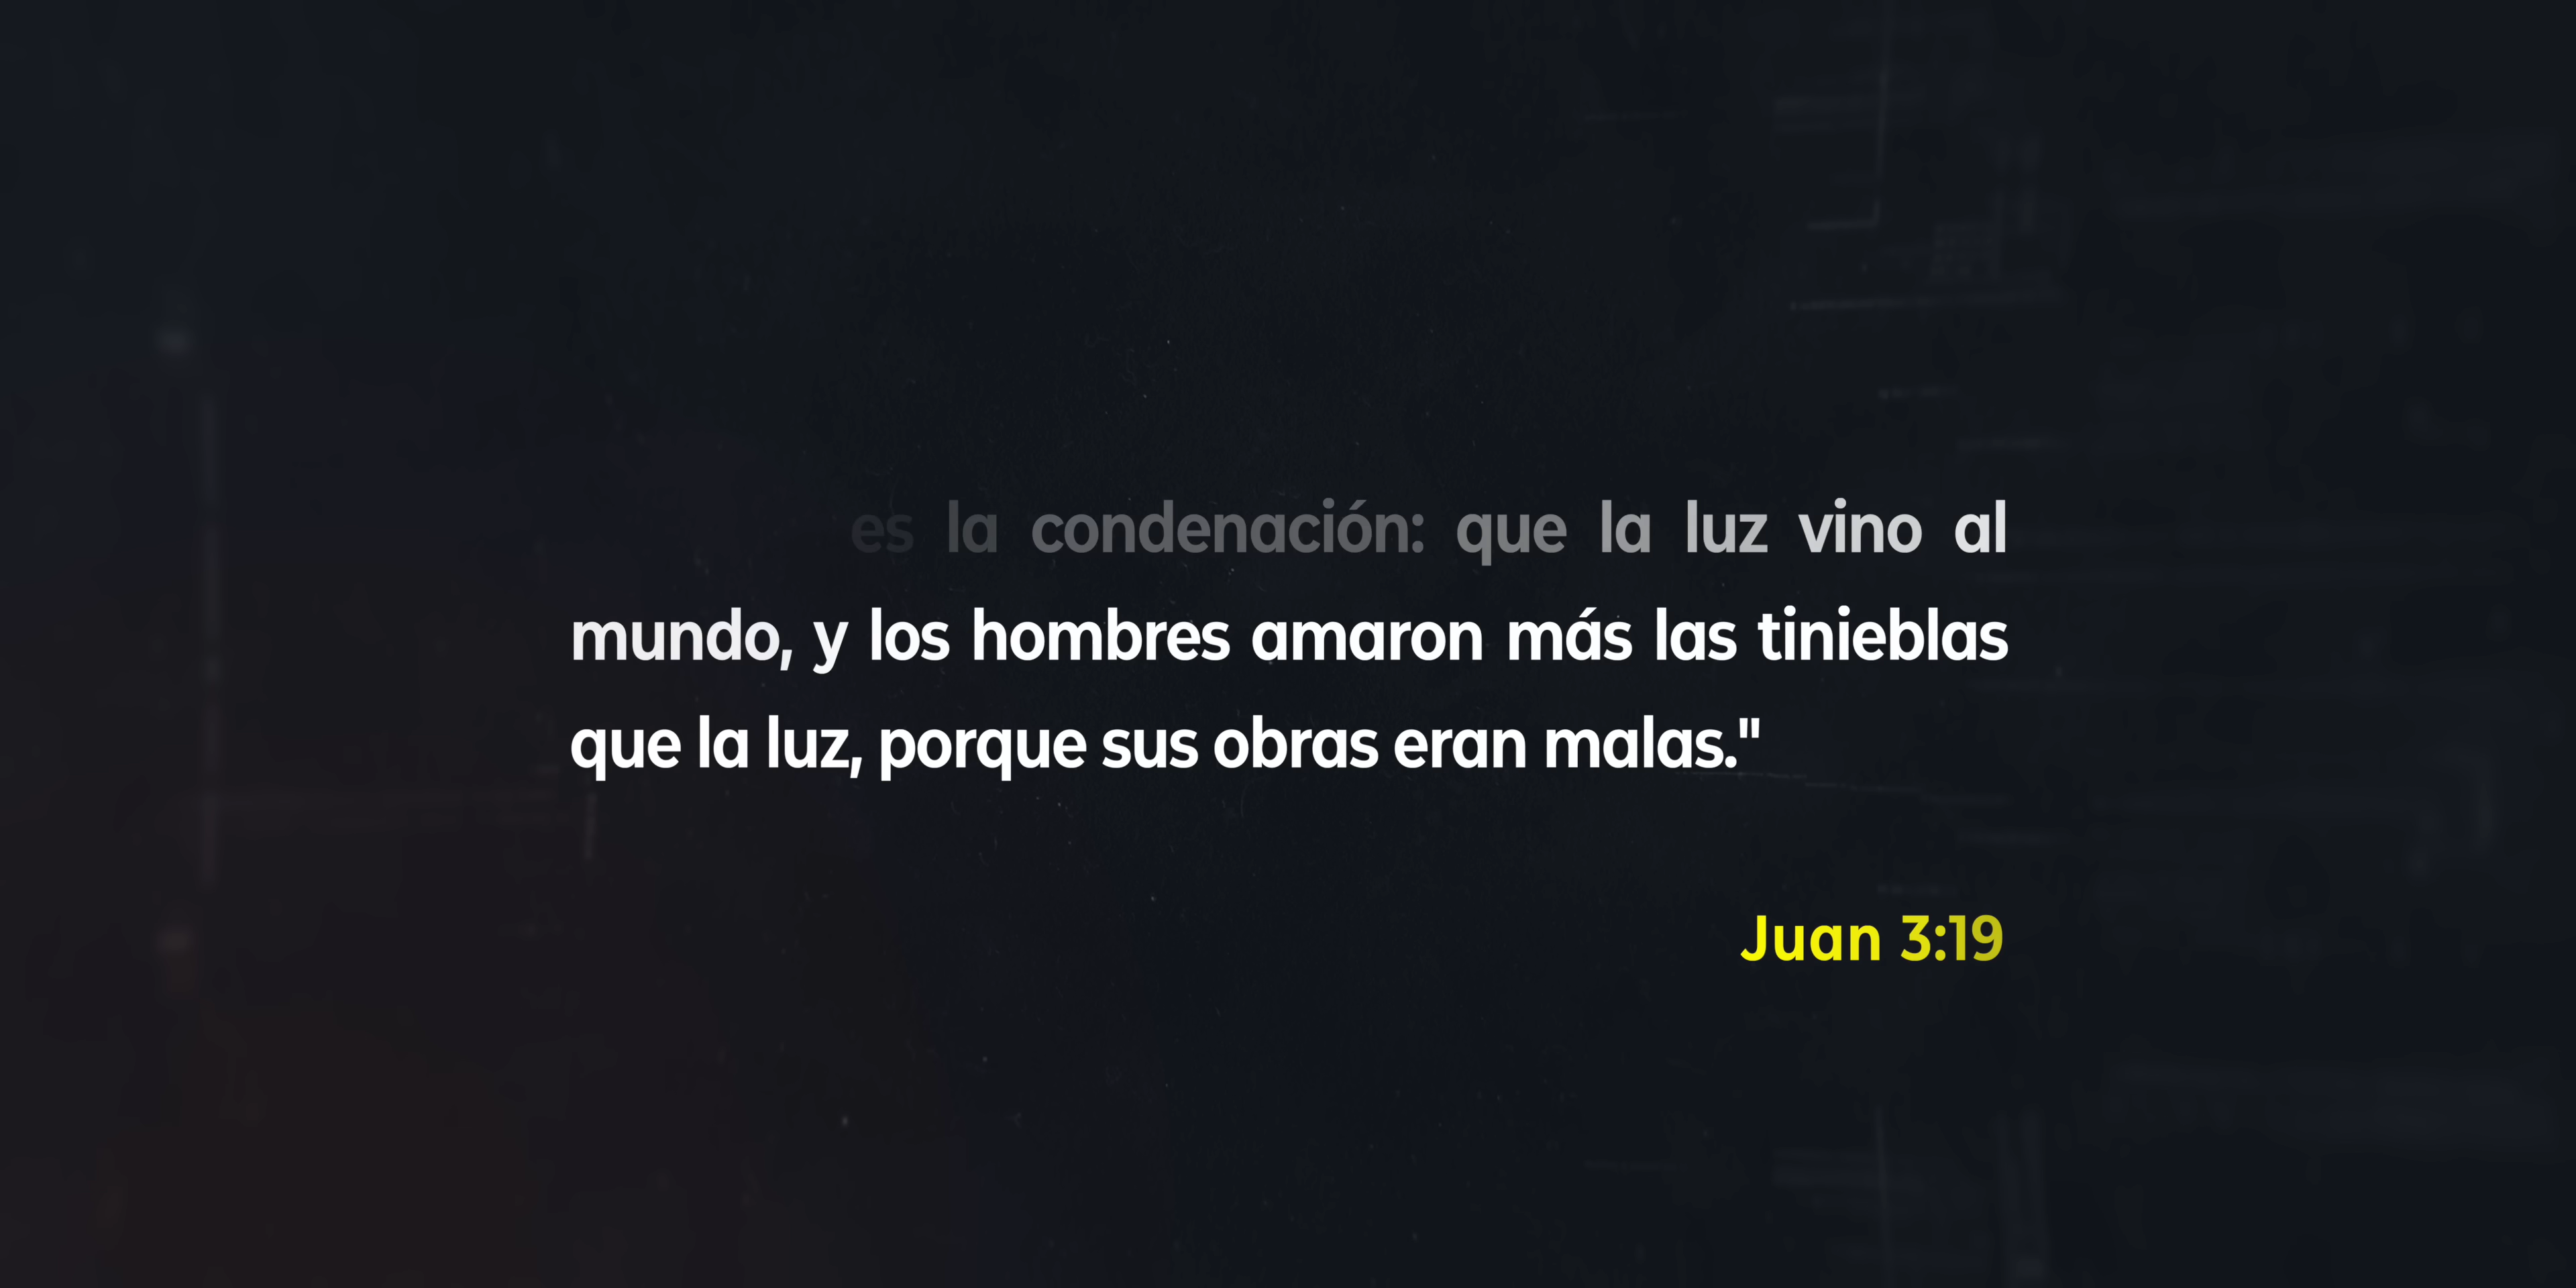 es la condenación: que la luz vino al
mundo, y los hombres amaron más las tinieblas
que la luz, porque sus obras eran malas."
Juan 3:19